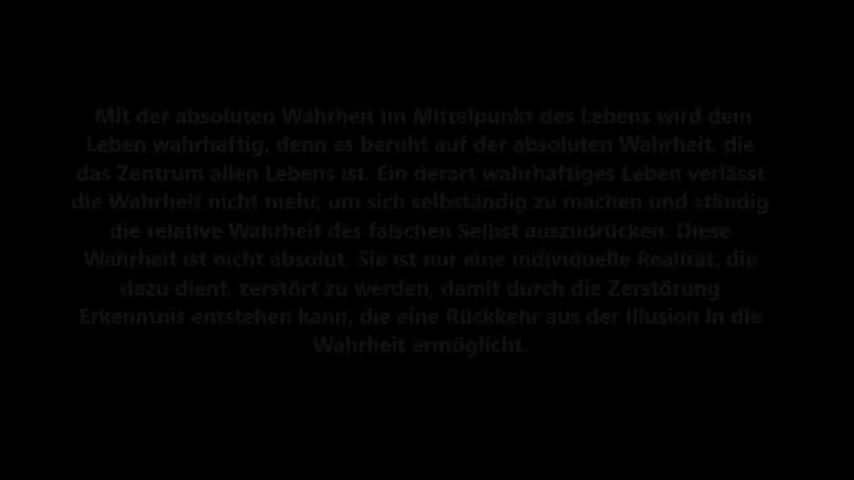 Mit der absoluten Wahrheit im Mittelpunkt des Lebens wird dem
Leben wahrhaftig, denn es beruht auf der absoluten Wahrheit, die
das Zentrum allen Lebens ist. Ein derart wahrhaftiges Leben verlässt
die Wahrheit nicht mehr, um sich selbständig zu machen und ständig
die relative Wahrheit des falschen Selbst auszudrücken. Diese
Wahrheit ist nicht absolut. Sie ist nur eine individuelle Realität, die
dazu dient, zerstört zu werden, damit durch die Zerstörung
Erkenntnis entstehen kann, die eine Rückkehr aus der Illusion in die
Wahrheit ermöglicht.